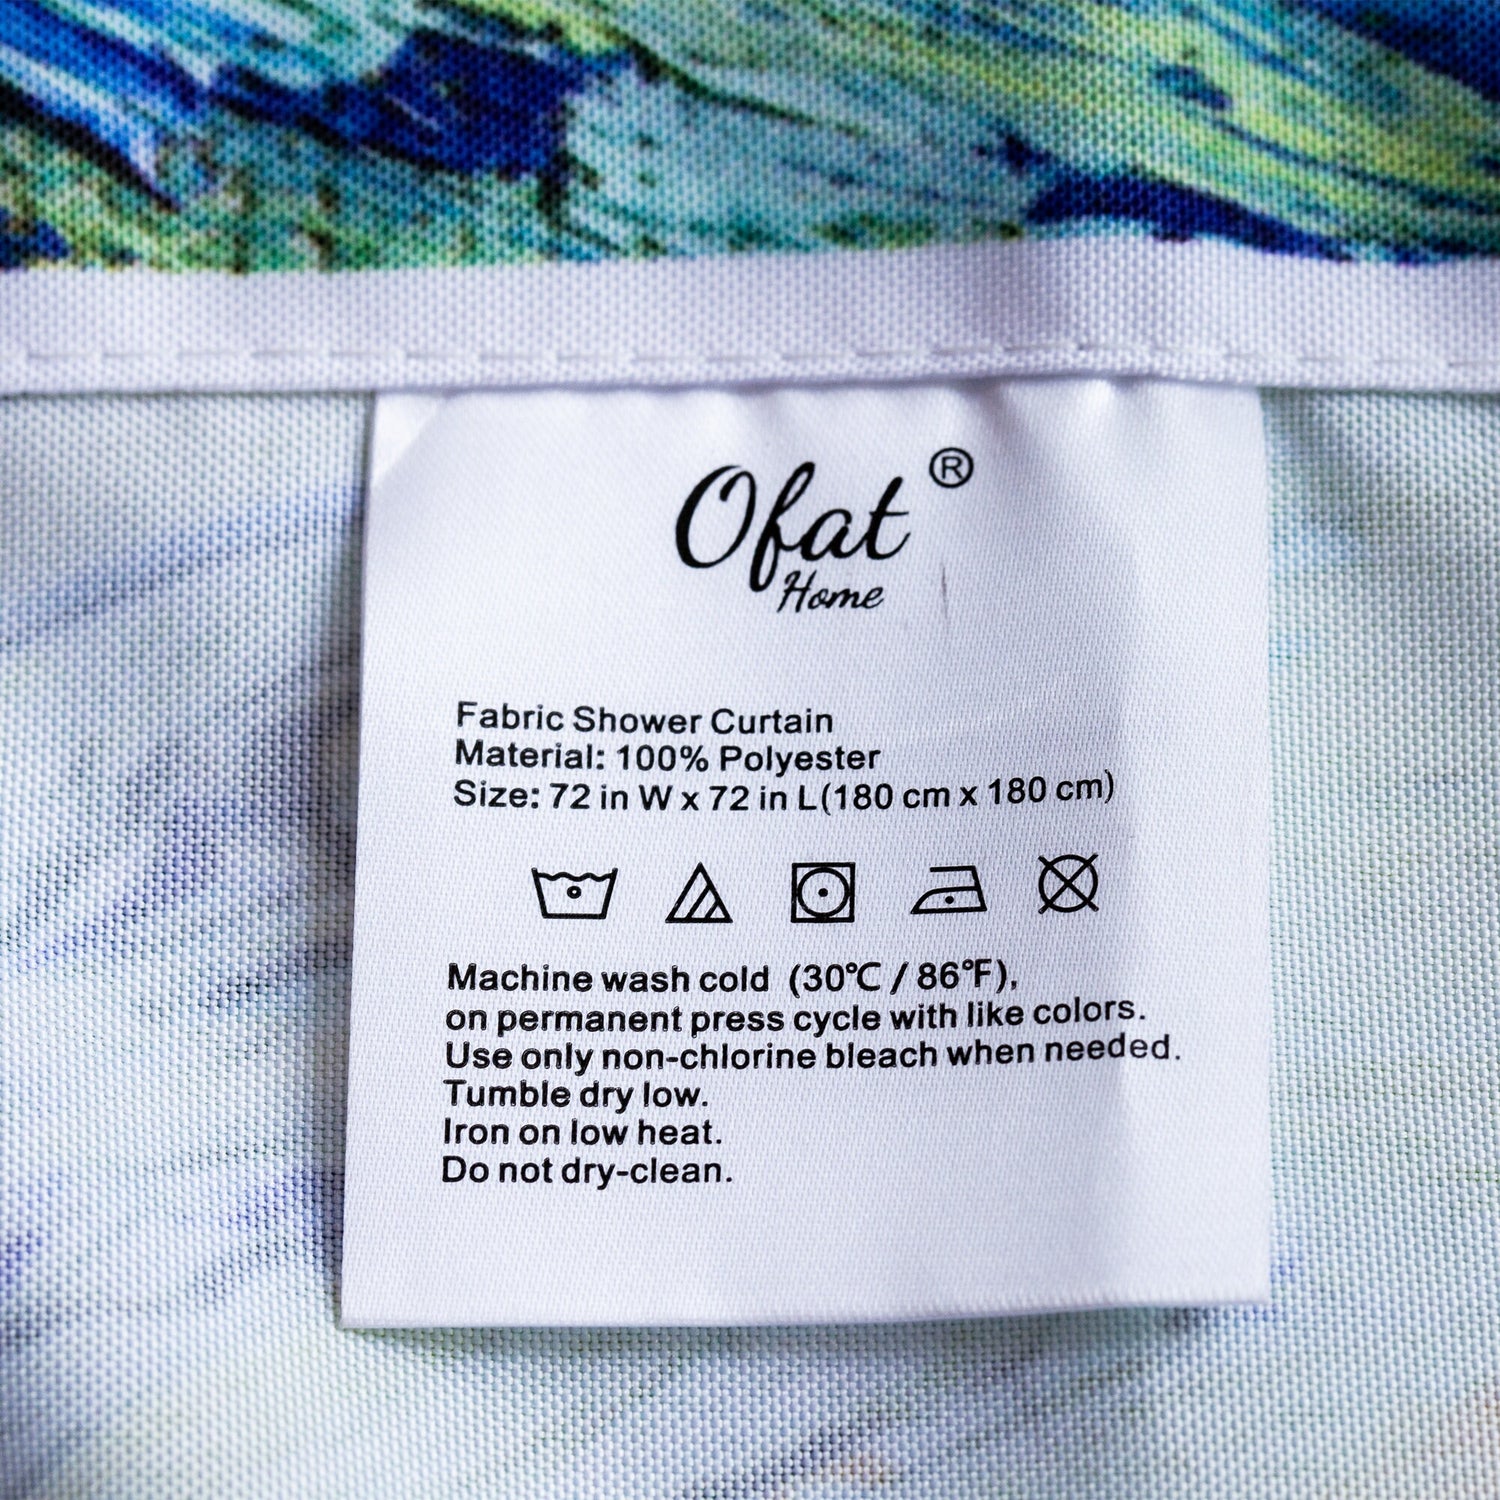 Ofat ®
Home
Fabric Shower Curtain
Material: 100% Polyester
Size: 72 in W x 72 in L(180 cm x 180 cm)
Machine wash cold (30℃ / 86℉),
on permanent press cycle with like colors.
Use only non-chlorine bleach when needed.
Tumble dry low.
Iron on low heat.
Do not dry-clean.